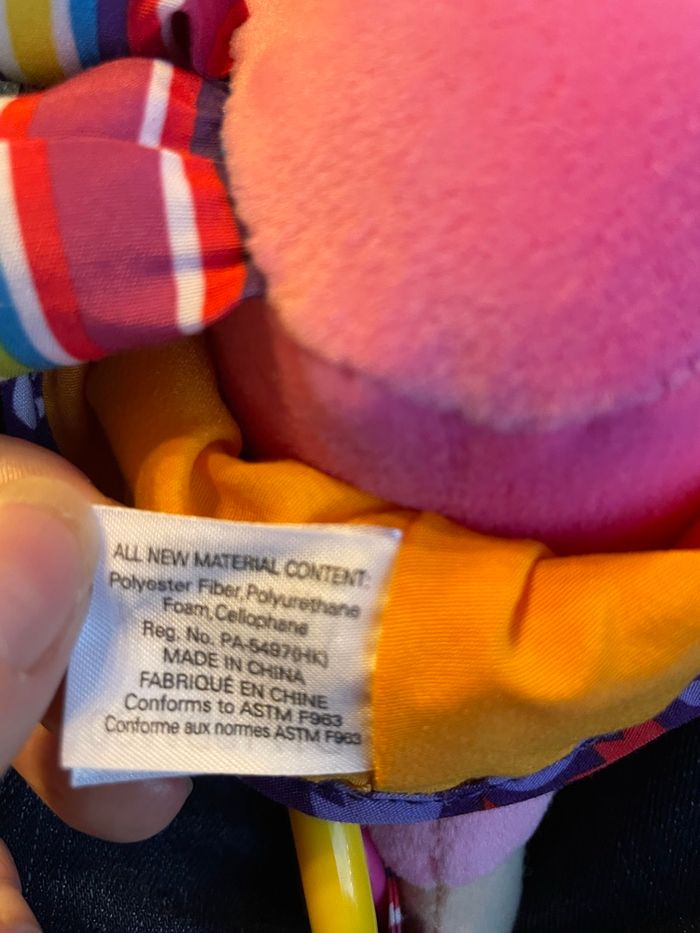 ALL NEW MATERIAL CONTENT:
Polyester Fiber,Polyurethane
Foam,Cellophane
Reg. No. PA-5497(HK)
MADE IN CHINA
FABRIQUÉ EN CHINE
Conforms to ASTM F963
Conforme aux normes ASTM F963